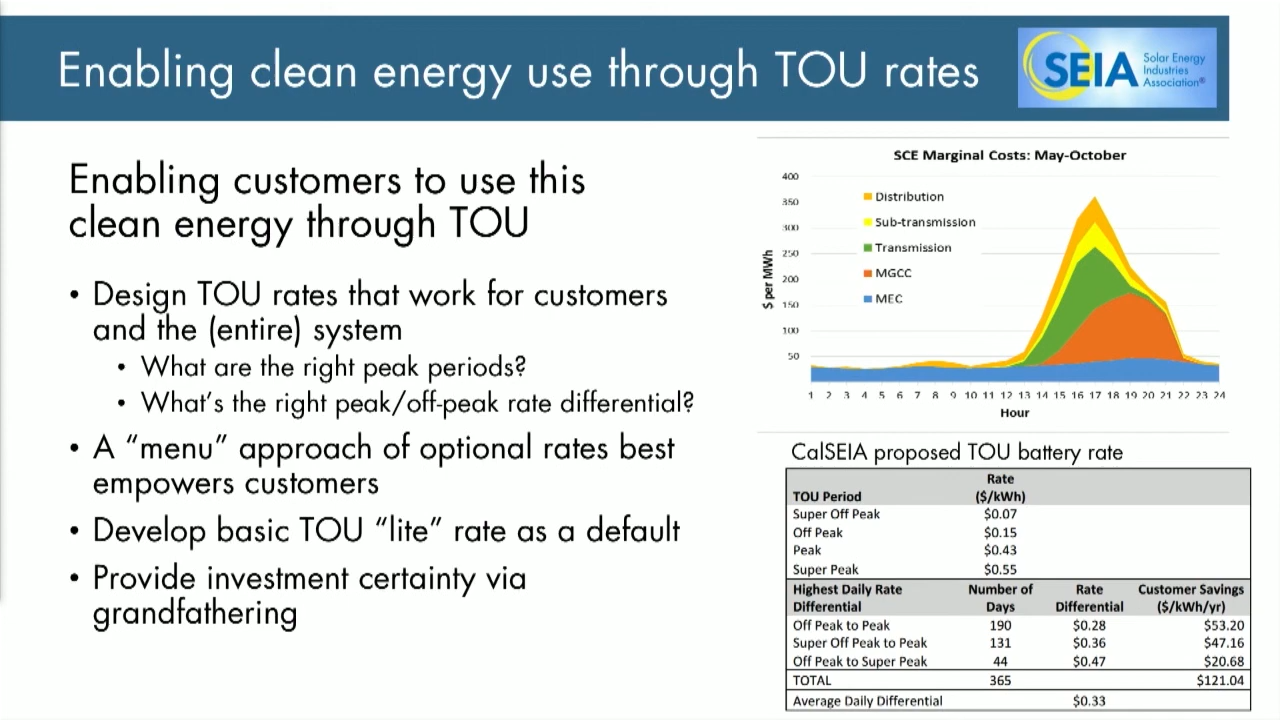 Enabling clean energy use through TOU rates
SEIA Solar Energy Industries Association®
Enabling customers to use this
clean energy through TOU
• Design TOU rates that work for customers
and the (entire) system
• What are the right peak periods?
• What's the right peak/off-peak rate differential?
• A “menu” approach of optional rates best
empowers customers
• Develop basic TOU “lite” rate as a default
• Provide investment certainty via
grandfathering
SCE Marginal Costs: May-October
$ per MWh
400
350
300
250
200
150
100
50
Distribution
Sub-transmission
Transmission
MGCC
MEC
1 2 3 4 5 6 7 8 9 10 11 12 13 14 15 16 17 18 19 20 21 22 23 24
Hour
CalSEIA proposed TOU battery rate
TOU Period Rate ($/kWh)
Super Off Peak $0.07
Off Peak $0.15
Peak $0.43
Super Peak $0.55
Highest Daily Rate Number of Rate Customer Savings
Differential Days Differential ($/kWh/yr)
Off Peak to Peak 190 $0.28 $53.20
Super Off Peak to Peak 131 $0.36 $47.16
Off Peak to Super Peak 44 $0.47 $20.68
TOTAL 365 $121.04
Average Daily Differential $0.33